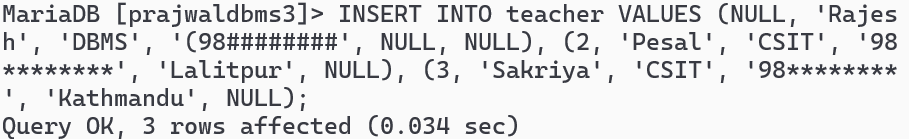 MariaDB [prajwaldbms3]> INSERT INTO teacher VALUES (NULL, 'Rajes
h', 'DBMS', '(98########', NULL, NULL), (2, 'Pesal', 'CSIT', '98
********', 'Lalitpur', NULL), (3, 'Sakriya', 'CSIT', '98********
', 'Kathmandu', NULL);
Query OK, 3 rows affected (0.034 sec)